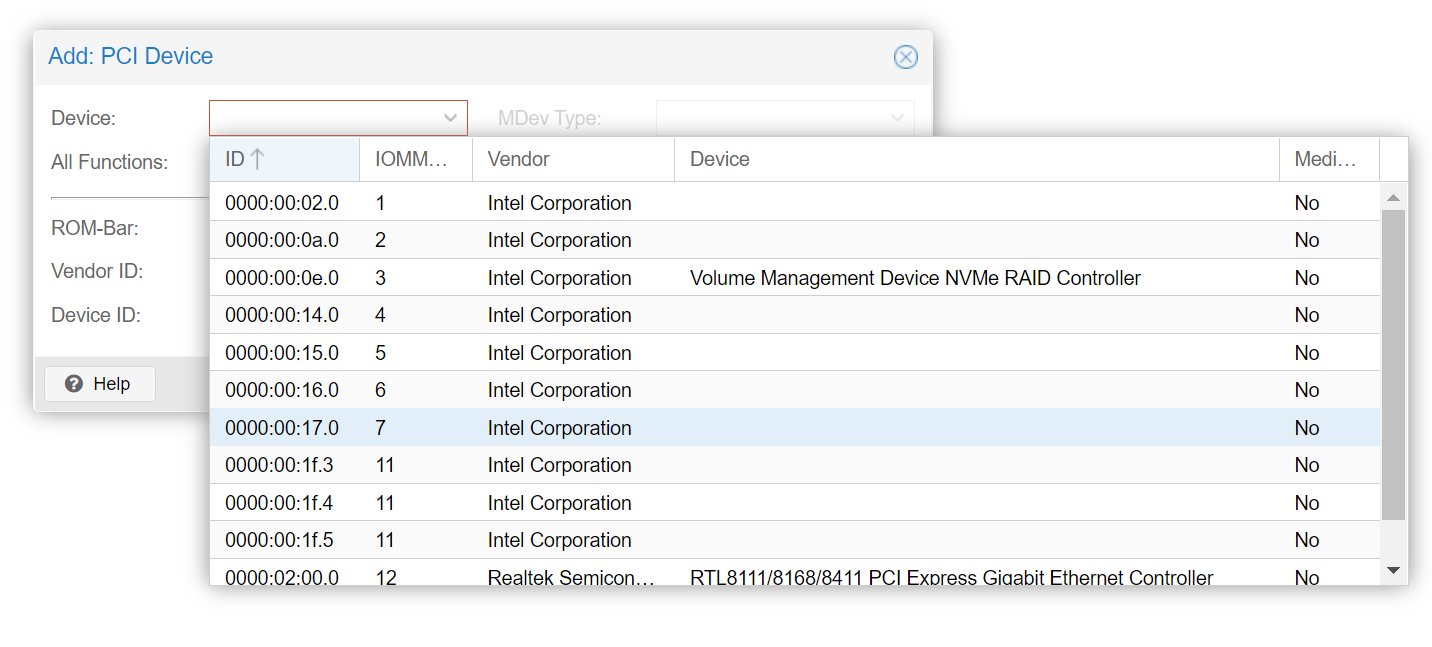 Add: PCI Device
Device: MDev Type:
All Functions:
ROM-Bar:
Vendor ID:
Device ID:
Help
ID IOMM... Vendor Device Medi...
0000:00:02.0 1 Intel Corporation No
0000:00:0a.0 2 Intel Corporation No
0000:00:0e.0 3 Intel Corporation Volume Management Device NVMe RAID Controller No
0000:00:14.0 4 Intel Corporation No
0000:00:15.0 5 Intel Corporation No
0000:00:16.0 6 Intel Corporation No
0000:00:17.0 7 Intel Corporation No
0000:00:1f.3 11 Intel Corporation No
0000:00:1f.4 11 Intel Corporation No
0000:00:1f.5 11 Intel Corporation No
0000:02:00.0 12 Realtek Semicon... RTL8111/8168/8411 PCI Express Gigabit Ethernet Controller No